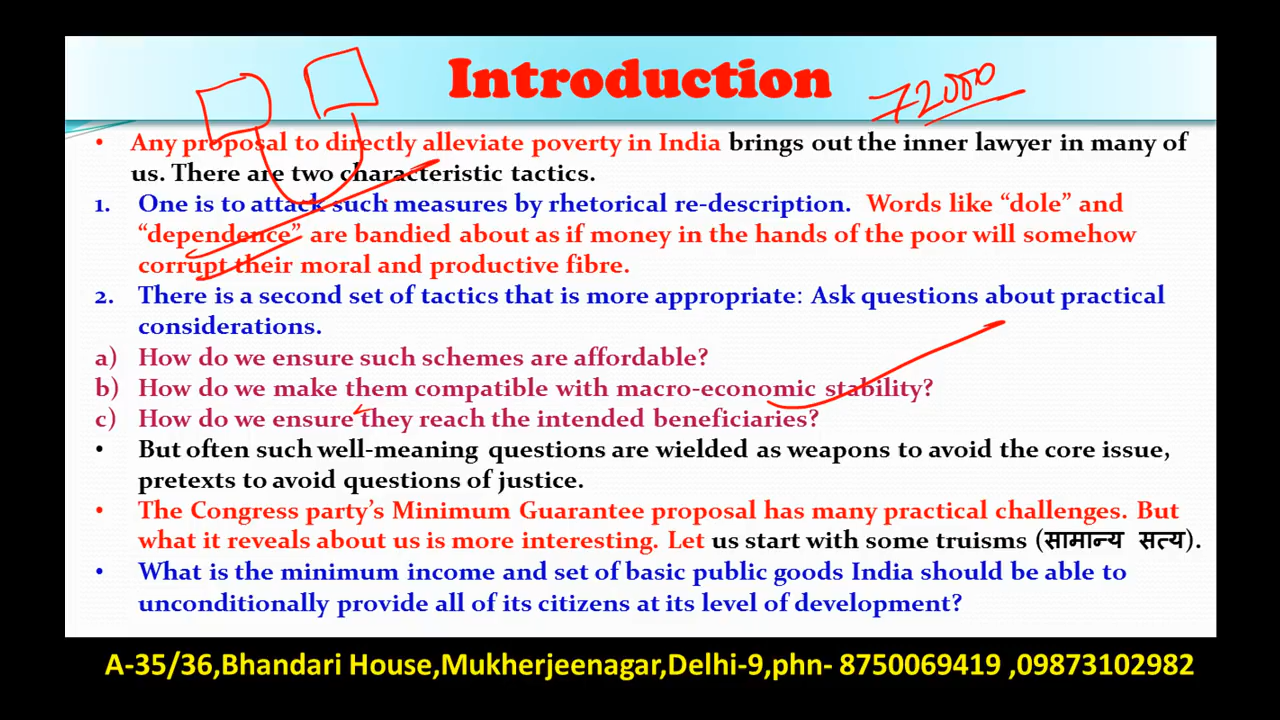 Introduction
72000
• Any proposal to directly alleviate poverty in India brings out the inner lawyer in many of
us. There are two characteristic tactics.
1. One is to attack such measures by rhetorical re-description. Words like “dole” and
“dependence” are bandied about as if money in the hands of the poor will somehow
corrupt their moral and productive fibre.
2. There is a second set of tactics that is more appropriate: Ask questions about practical
considerations.
a) How do we ensure such schemes are affordable?
b) How do we make them compatible with macro-economic stability?
c) How do we ensure they reach the intended beneficiaries?
• But often such well-meaning questions are wielded as weapons to avoid the core issue,
pretexts to avoid questions of justice.
• The Congress party’s Minimum Guarantee proposal has many practical challenges. But
what it reveals about us is more interesting. Let us start with some truisms (सामान्य सत्य).
• What is the minimum income and set of basic public goods India should be able to
unconditionally provide all of its citizens at its level of development?
A-35/36,Bhandari House,Mukherjeenagar,Delhi-9,phn- 8750069419 ,09873102982